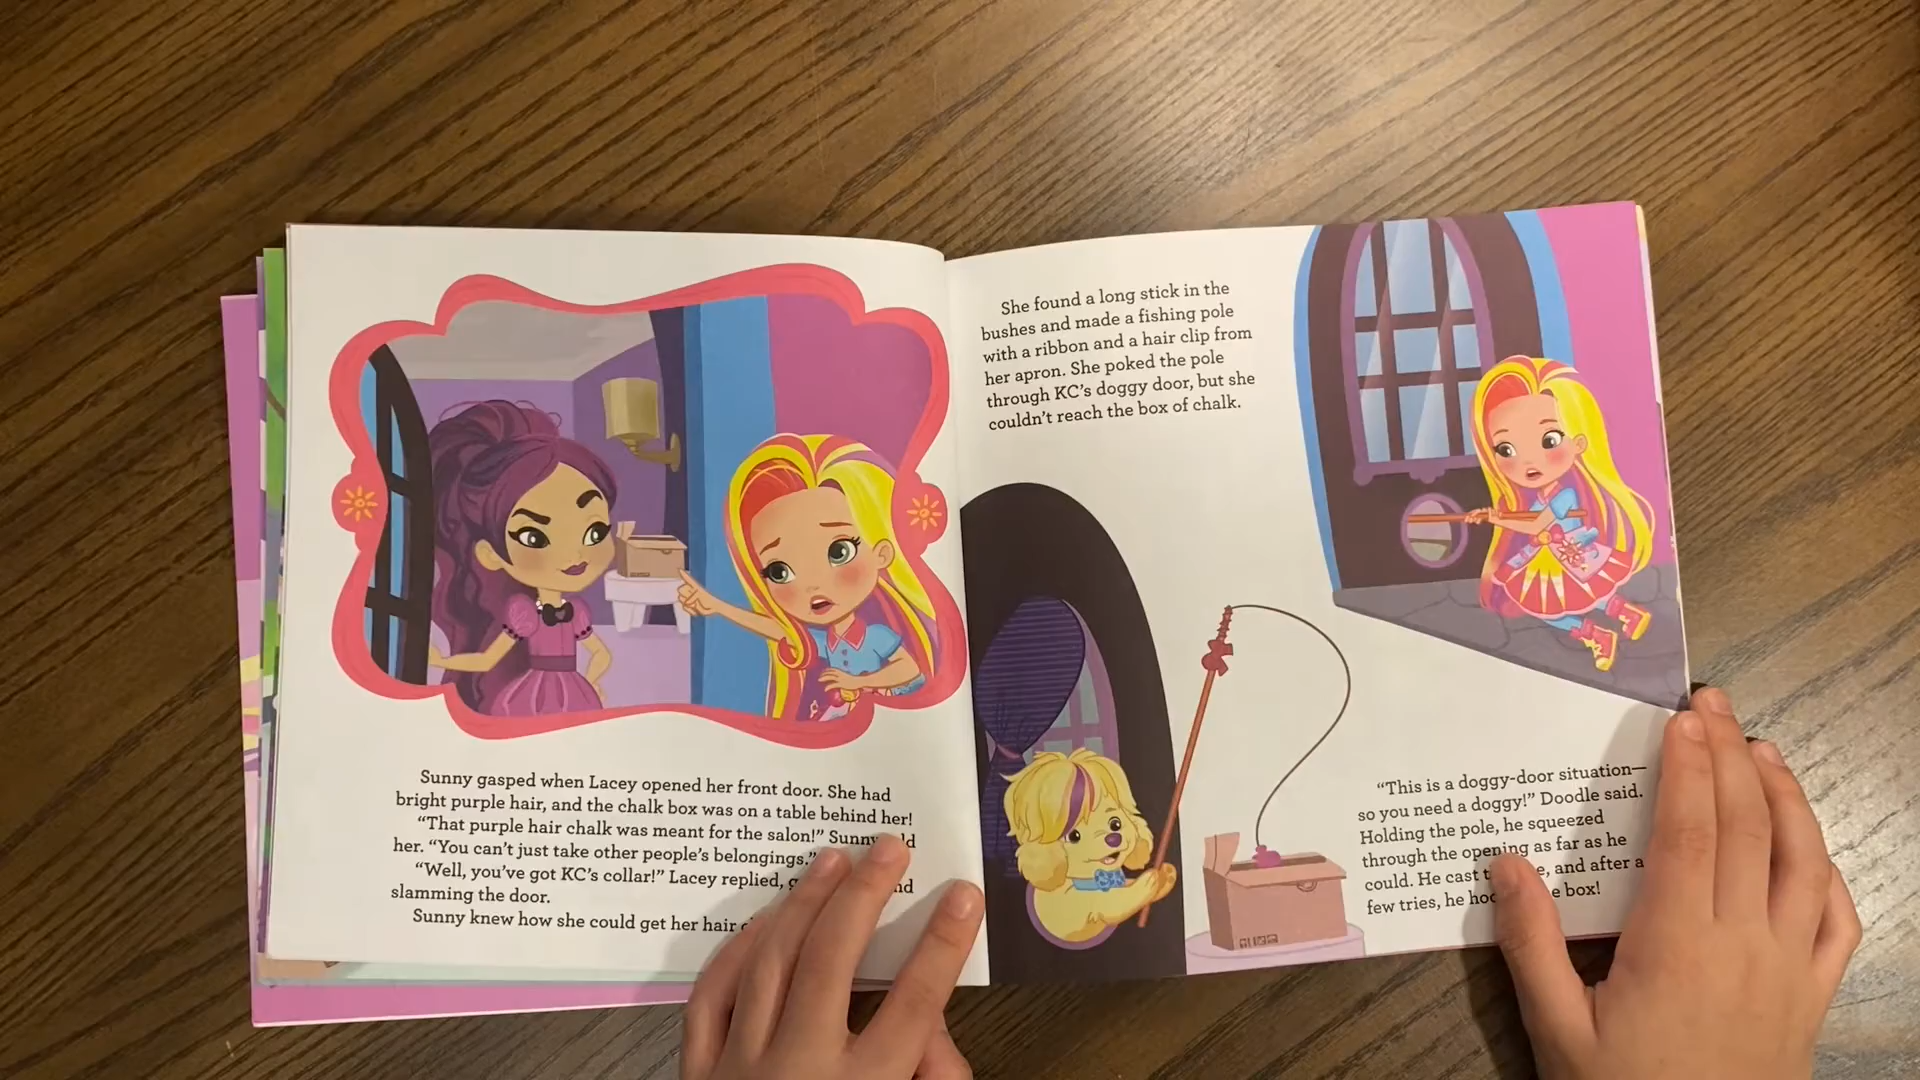 Sunny gasped when Lacey opened her front door. She had
bright purple hair, and the chalk box was on a table behind her!
“That purple hair chalk was meant for the salon!” Sunny
her. “You can’t just take other people’s belongings.”
“Well, you’ve got KC’s collar!” Lacey replied,
slamming the door.
Sunny knew how she could get her hair
She found a long stick in the
bushes and made a fishing pole
with a ribbon and a hair clip from
her apron. She poked the pole
through KC’s doggy door, but she
couldn’t reach the box of chalk.
“This is a doggy-door situation—
so you need a doggy!” Doodle said.
Holding the pole, he squeezed
through the opening as far as he
could. He cast and after a
few tries, he box!